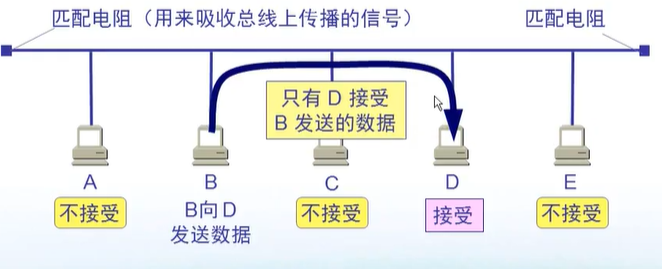 匹配电阻（用来吸收总线上传播的信号）
匹配电阻
只有 D 接受
B 发送的数据
A
B
C
D
E
不接受
B向D
发送数据
不接受
接受
不接受